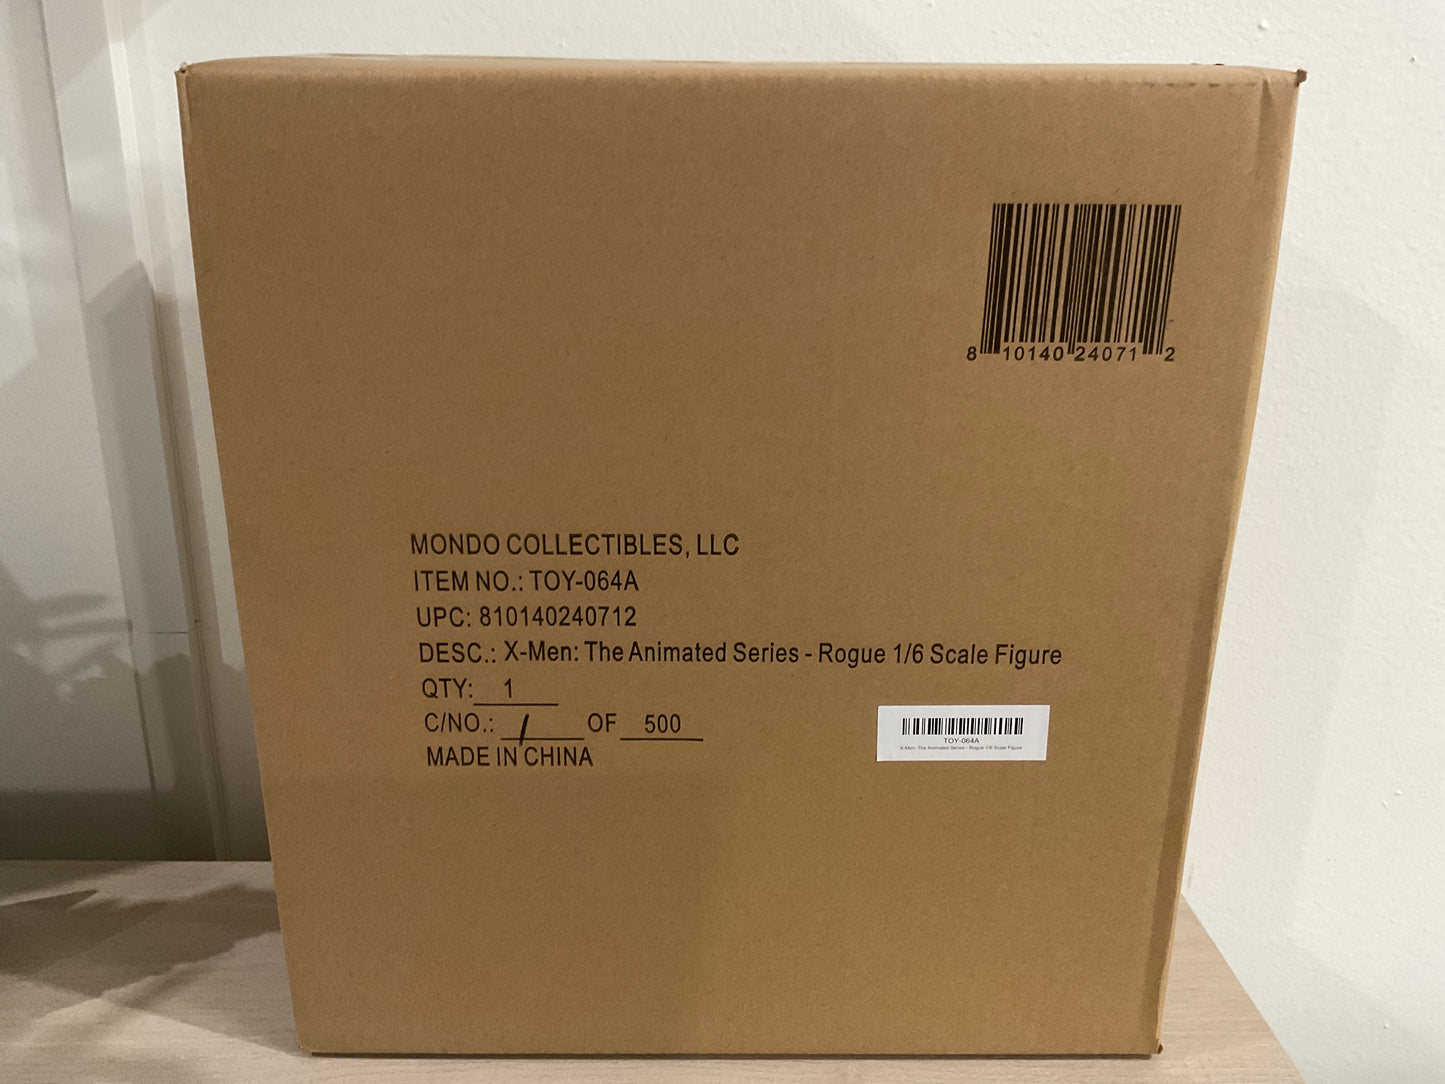 8 10140 24071 2
MONDO COLLECTIBLES, LLC
ITEM NO.: TOY-064A
UPC: 810140240712
DESC.: X-Men: The Animated Series - Rogue 1/6 Scale Figure
QTY: 1
C/NO.: 1 OF 500
MADE IN CHINA
TOY-064A
X-Men: The Animated Series - Rogue 1/6 Scale Figure